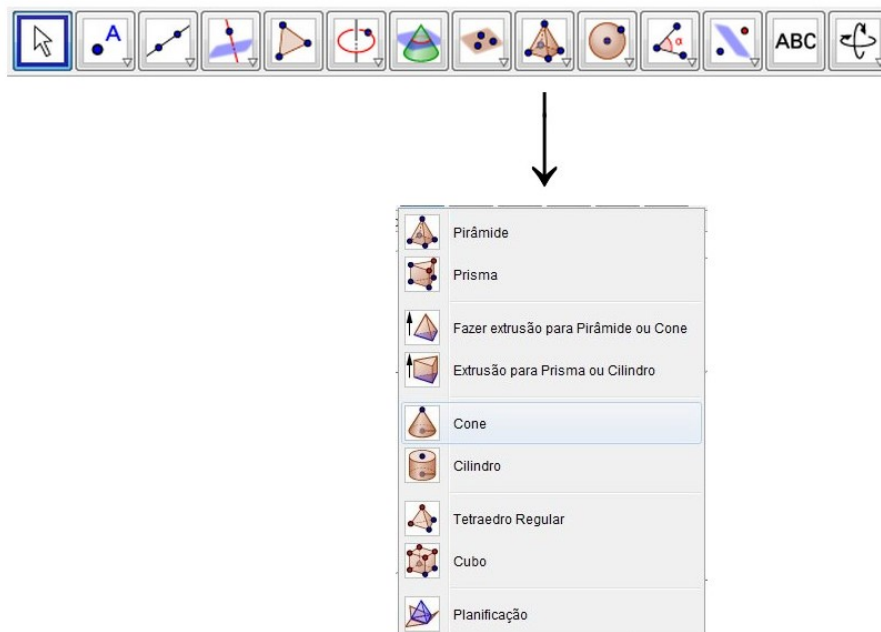 A
α
ABC
Pirâmide
Prisma
Fazer extrusão para Pirâmide ou Cone
Extrusão para Prisma ou Cilindro
Cone
Cilindro
Tetraedro Regular
Cubo
Planificação